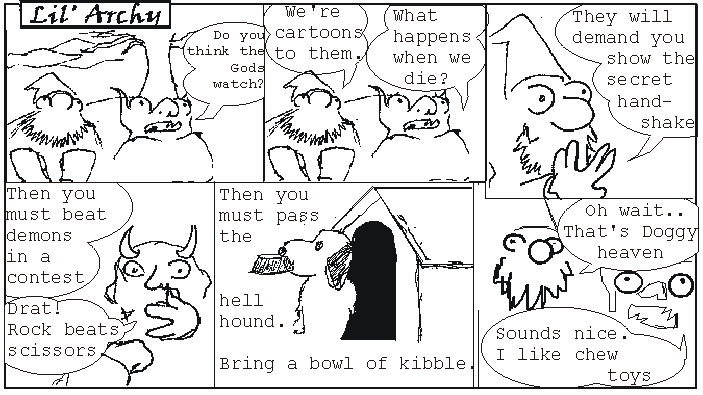 Lil' Archy
Do you
think the
Gods
watch?
We're
cartoons
to them.
What
happens
when we
die?
They will
demand you
show the
secret
hand-
shake
Then you
must beat
demons
in a
contest
Drat!
Rock beats
scissors.
Then you
must pass
the
hell
hound.
Bring a bowl of kibble.
Oh wait..
That's Doggy
heaven
Sounds nice.
I like chew
toys